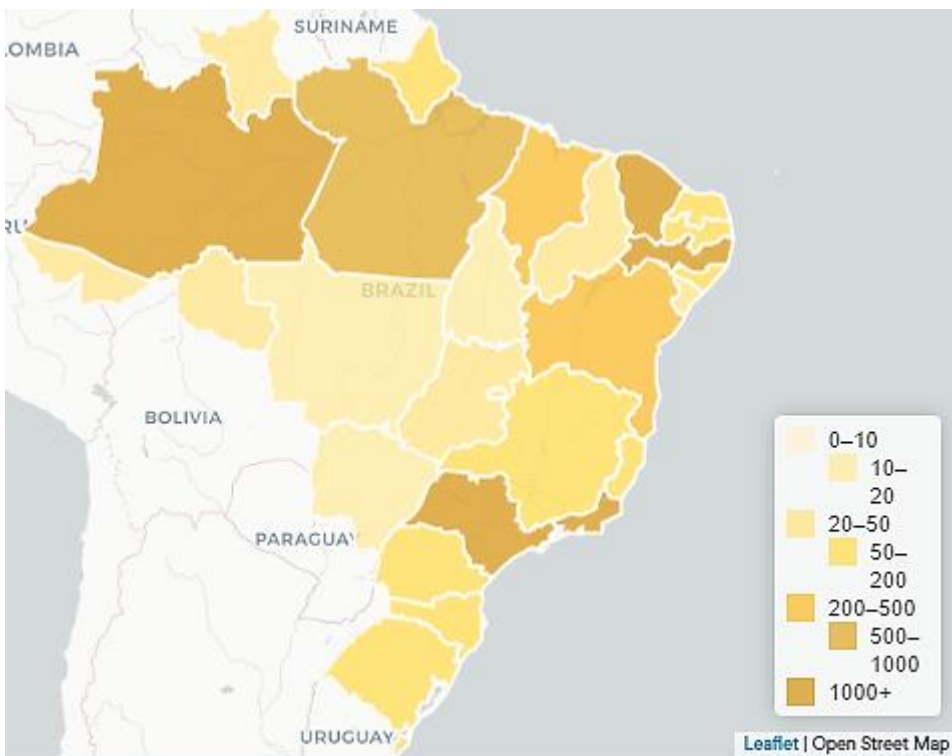 SURINAME
LOMBIA
BRAZIL
BOLIVIA
PARAGUAY
URUGUAY
0–10
10–
20
20–50
50–
200
200–500
500–
1000
1000+
Leaflet | Open Street Map